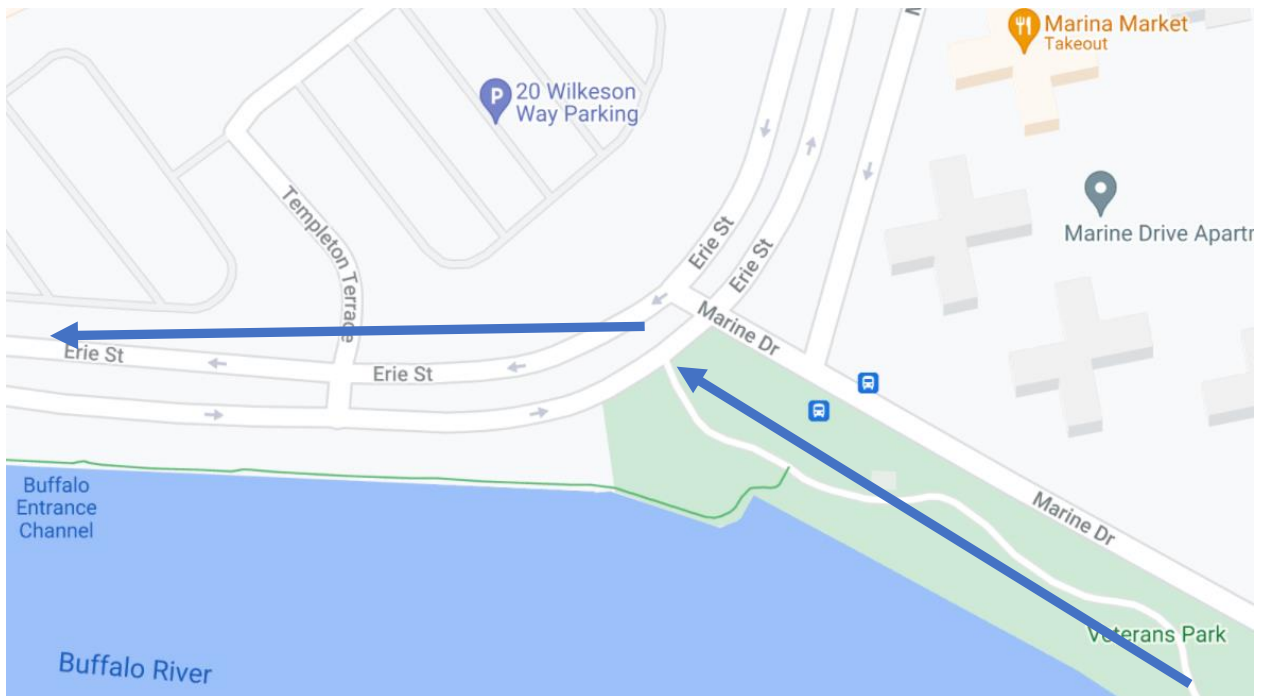 Marina Market
Takeout
P
20 Wilkeson
Way Parking
Templeton Terrace
Erie St
Erie St
Marine Drive Apartr
Marine Dr
Erie St
Erie St
Buffalo
Entrance
Channel
Marine Dr
Veterans Park
Buffalo River